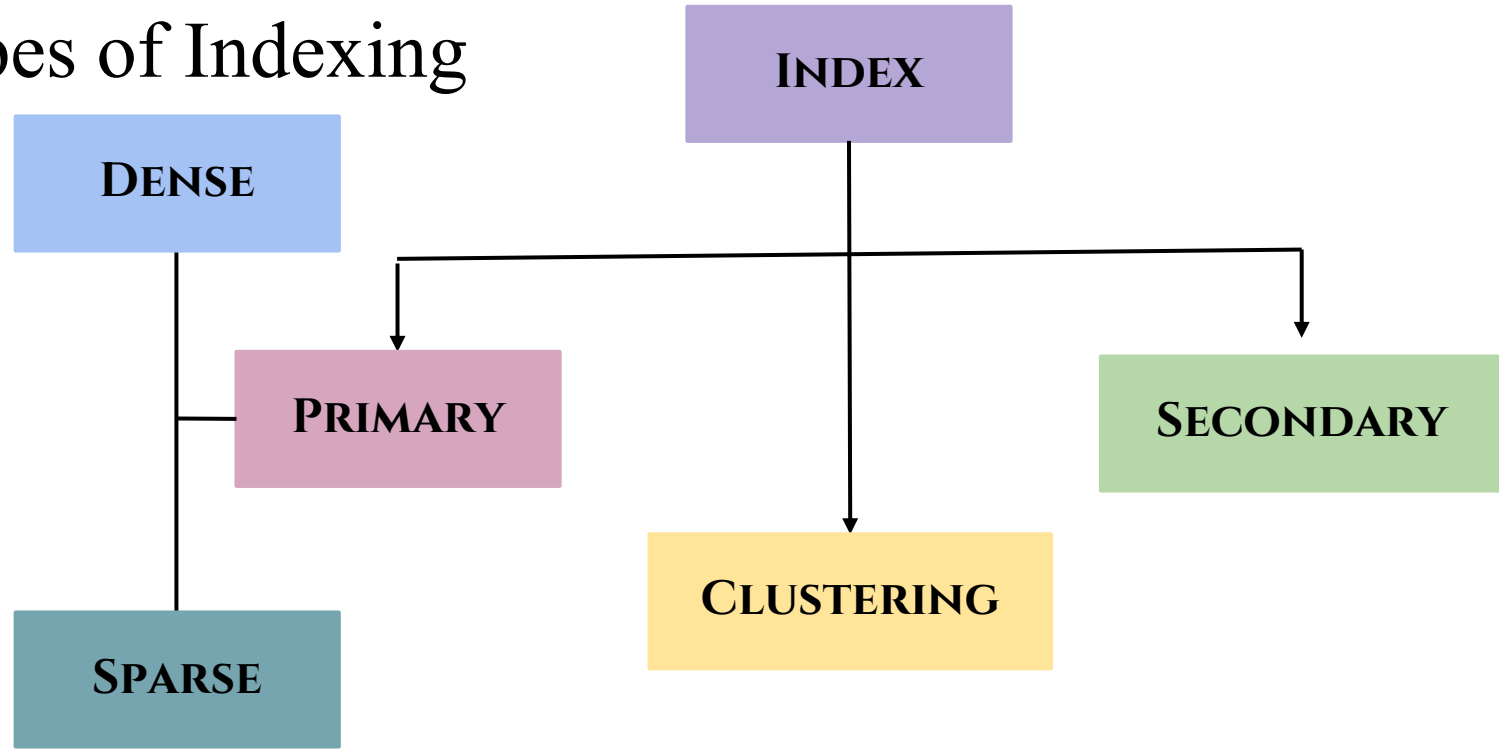 pes of Indexing
INDEX
DENSE
PRIMARY
SECONDARY
CLUSTERING
SPARSE